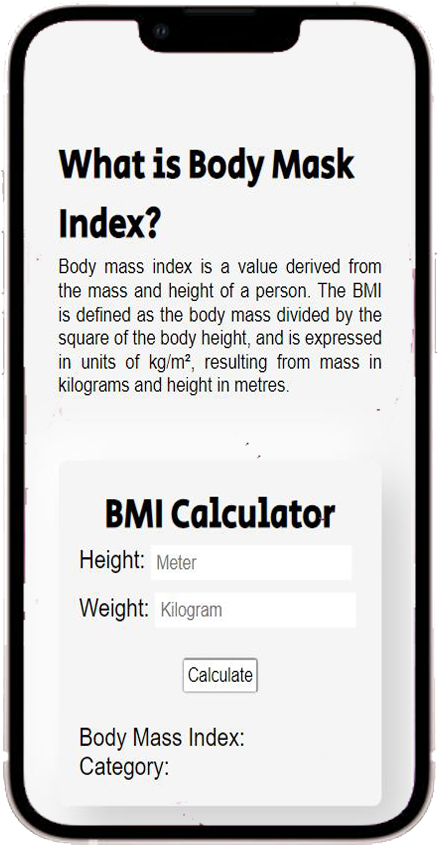 What is Body Mask
Index?
Body mass index is a value derived from
the mass and height of a person. The BMI
is defined as the body mass divided by the
square of the body height, and is expressed
in units of kg/m², resulting from mass in
kilograms and height in metres.
BMI Calculator
Height: Meter
Weight: Kilogram
Calculate
Body Mass Index:
Category: